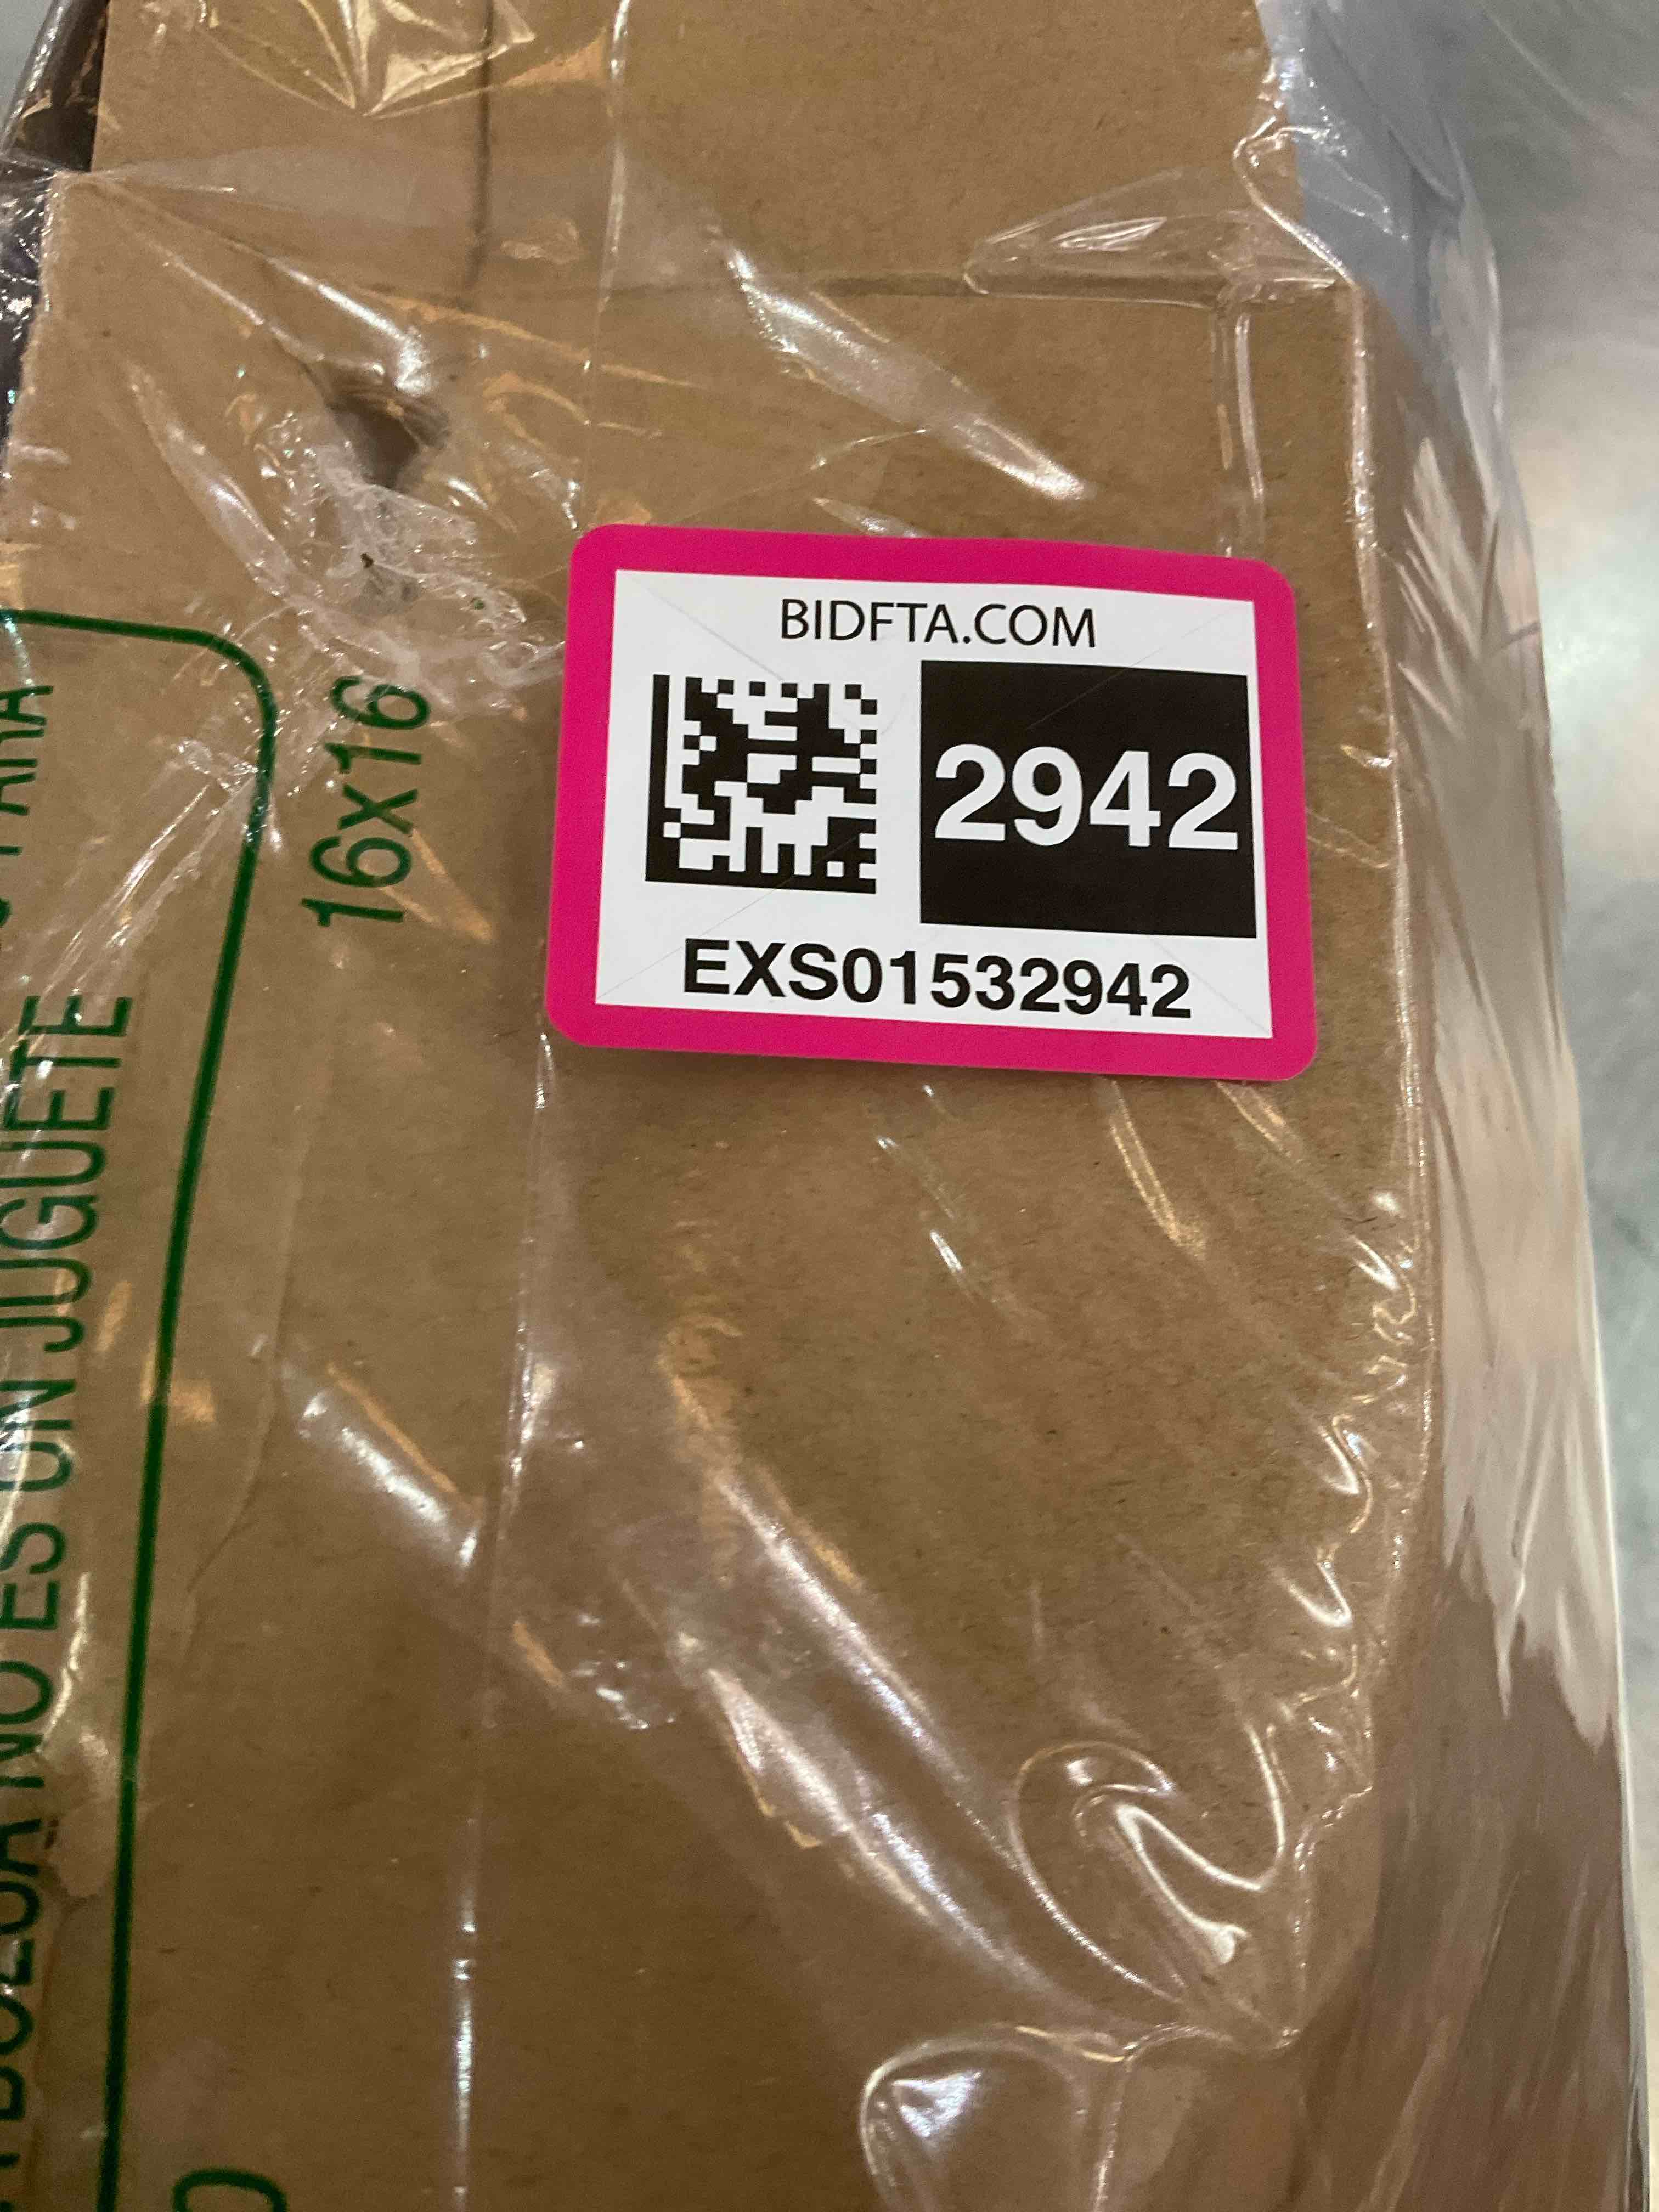 BIDFTA.COM
2942
EXS01532942
16x16
NO ES UN JUGUETE